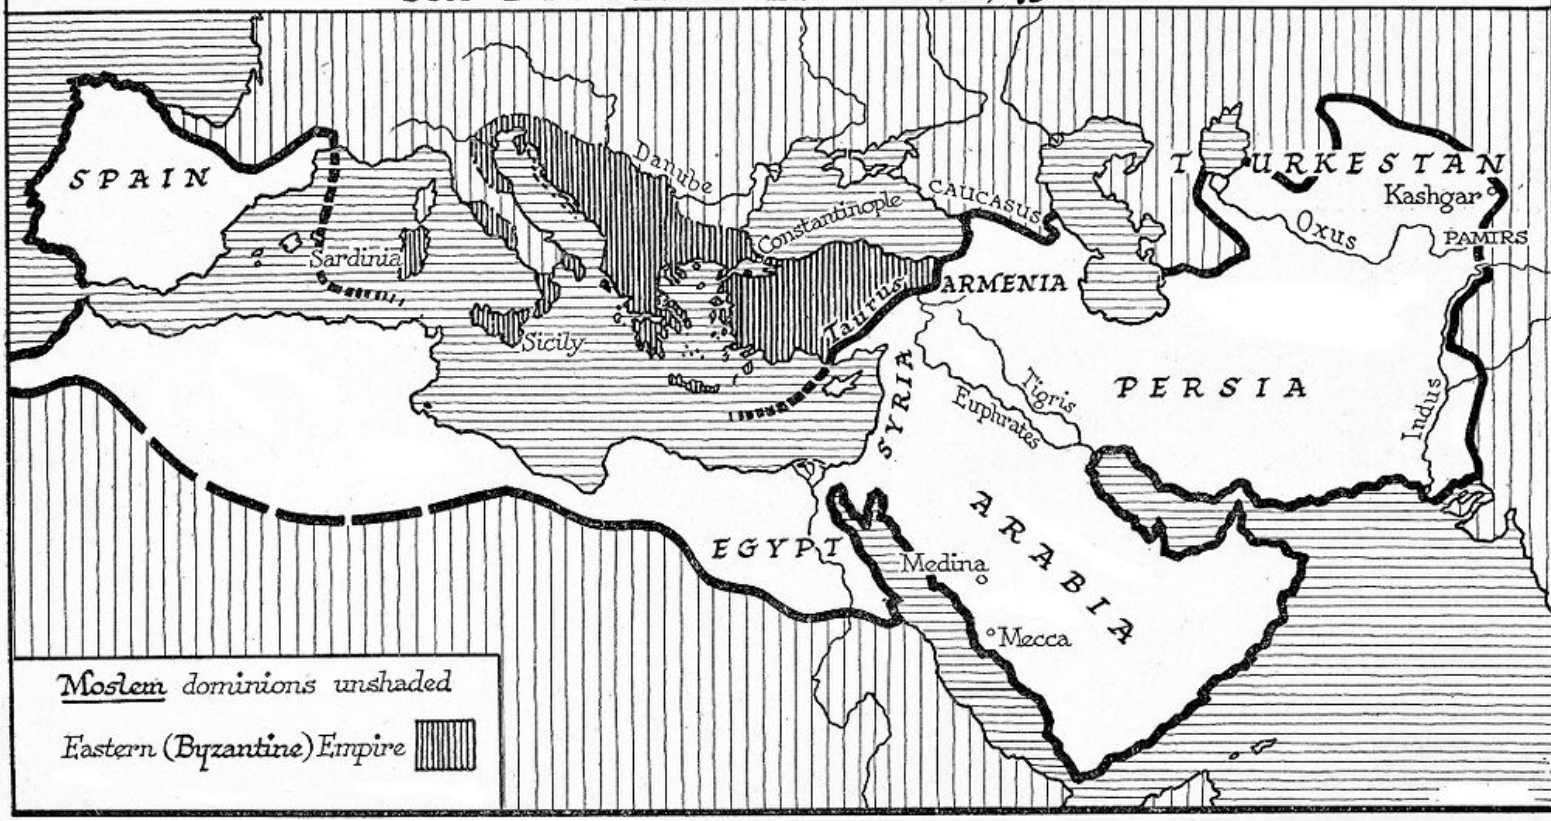 SPAIN
Danube
T URKESTAN
Kashgar
CAUCASUS
Constantinople
Oxus
PAMIRS
Sardinia
ARMENIA
Taurus
Sicily
SYRIA
Tigris
PERSIA
Euphrates
Indus
ARABIA
EGYPT
Medina
Mecca
Moslem dominions unshaded
Eastern (Byzantine) Empire